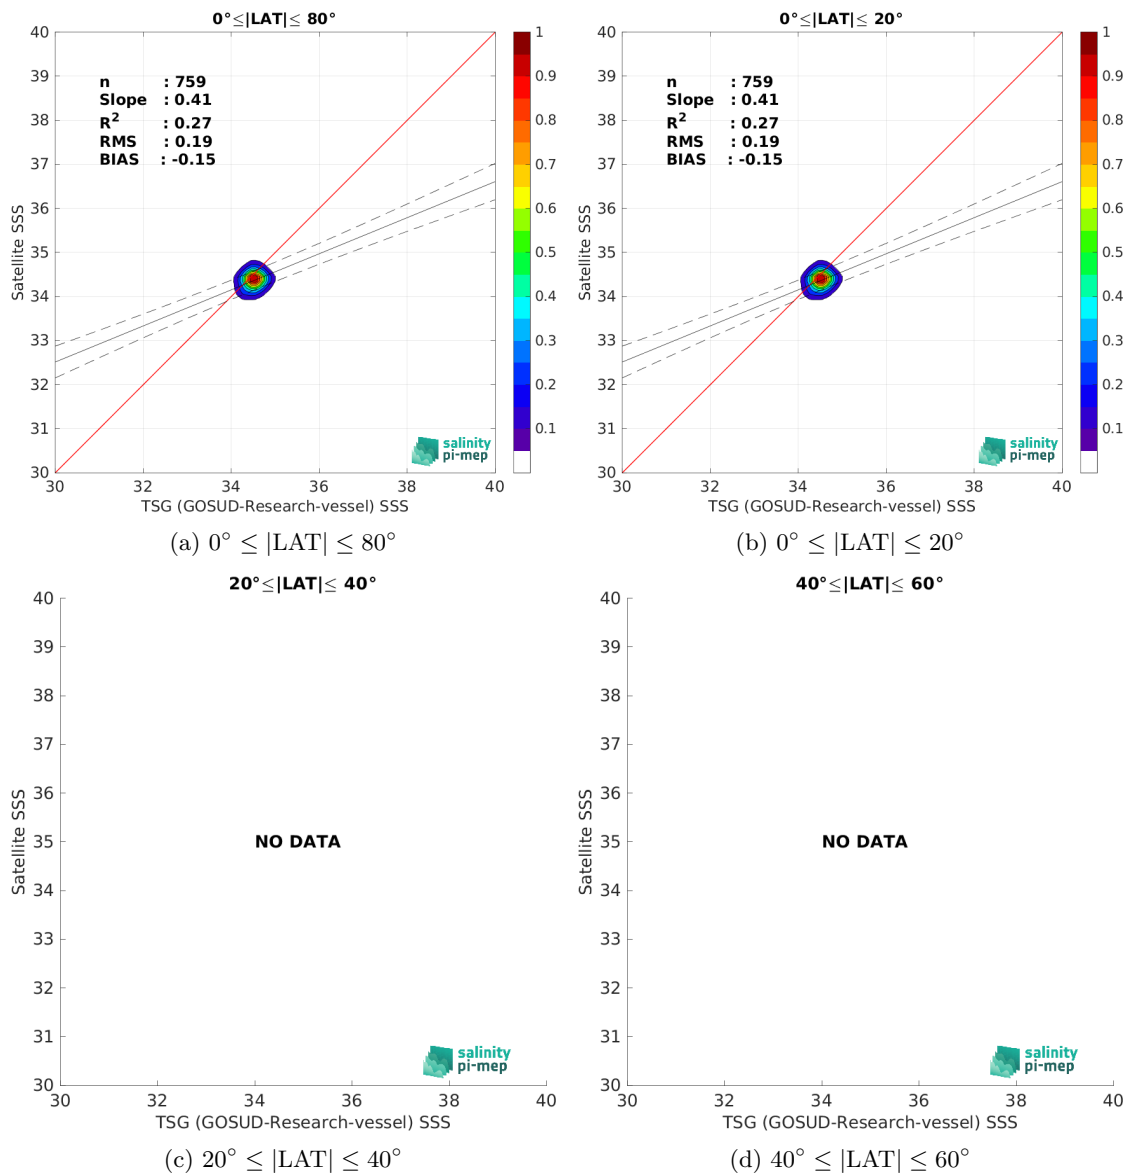 0°≤|LAT|≤ 80°
40
39
38
37
36
35
34
33
32
31
30
n : 759
Slope : 0.41
R² : 0.27
RMS : 0.19
BIAS : -0.15
1
0.9
0.8
0.7
0.6
0.5
0.4
0.3
0.2
0.1
Satellite SSS
salinity
pi-mep
30 32 34 36 38 40
TSG (GOSUD-Research-vessel) SSS
(a) 0° ≤ |LAT| ≤ 80°
0°≤|LAT|≤ 20°
40
39
38
37
36
35
34
33
32
31
30
n : 759
Slope : 0.41
R² : 0.27
RMS : 0.19
BIAS : -0.15
1
0.9
0.8
0.7
0.6
0.5
0.4
0.3
0.2
0.1
Satellite SSS
salinity
pi-mep
30 32 34 36 38 40
TSG (GOSUD-Research-vessel) SSS
(b) 0° ≤ |LAT| ≤ 20°
20°≤|LAT|≤ 40°
40
39
38
37
36
35
34
33
32
31
30
Satellite SSS
NO DATA
salinity
pi-mep
30 32 34 36 38 40
TSG (GOSUD-Research-vessel) SSS
(c) 20° ≤ |LAT| ≤ 40°
40°≤|LAT|≤ 60°
40
39
38
37
36
35
34
33
32
31
30
Satellite SSS
NO DATA
salinity
pi-mep
30 32 34 36 38 40
TSG (GOSUD-Research-vessel) SSS
(d) 40° ≤ |LAT| ≤ 60°